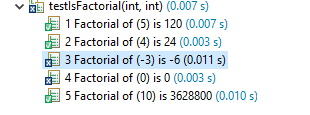 testIsFactorial(int, int) (0.007 s)
1 Factorial of (5) is 120 (0.007 s)
2 Factorial of (4) is 24 (0.003 s)
3 Factorial of (-3) is -6 (0.011 s)
4 Factorial of (0) is 0 (0.003 s)
5 Factorial of (10) is 3628800 (0.010 s)